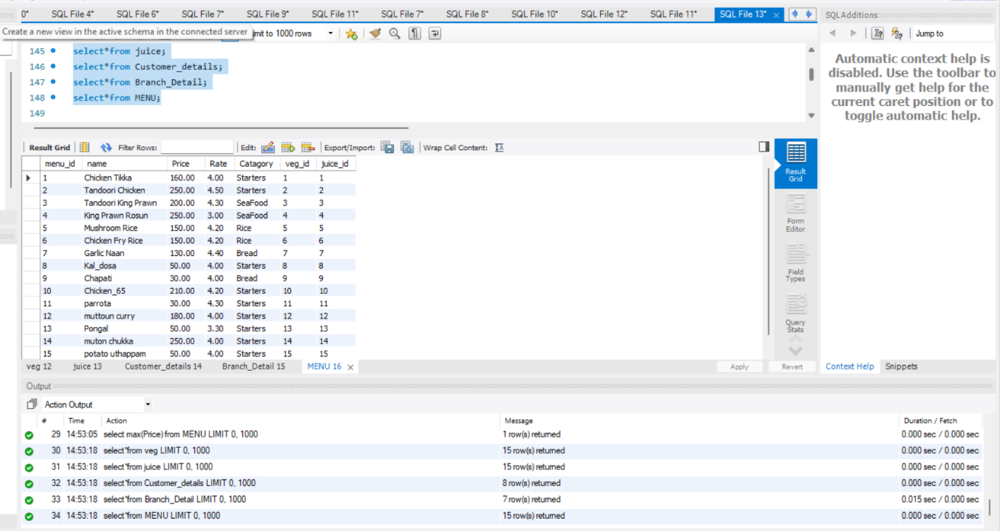 0* SQL File 4* SQL File 6* SQL File 7* SQL File 9* SQL File 11* SQL File 7* SQL File 8* SQL File 10* SQL File 12* SQL File 11* SQL File 13* × SQLAdditions
Create a new view in the active schema in the connected server
imit to 1000 rows
Jump to
145 select*from juice;
146 select*from Customer_details;
147 select*from Branch_Detail;
148 select*from MENU;
149
Automatic context help is
disabled. Use the toolbar to
manually get help for the
current caret position or to
toggle automatic help.
Result Grid Filter Rows: Edit: Export/Import: Wrap Cell Content: IA
menu_id name Price Rate Catagory veg_id juice_id
1 Chicken Tikka 160.00 4.00 Starters 1 1
2 Tandoori Chicken 250.00 4.50 Starters 2 2
3 Tandoori King Prawn 200.00 4.30 SeaFood 3 3
4 King Prawn Rosun 250.00 3.00 SeaFood 4 4
5 Mushroom Rice 150.00 4.20 Rice 5 5
6 Chicken Fry Rice 150.00 4.20 Rice 6 6
7 Garlic Naan 130.00 4.40 Bread 7 7
8 Kal_dosa 50.00 4.00 Starters 8 8
9 Chapati 30.00 4.00 Bread 9 9
10 Chicken_65 210.00 4.20 Starters 10 10
11 parrota 30.00 4.30 Starters 11 11
12 muttoun curry 180.00 4.00 Starters 12 12
13 Pongal 50.00 3.30 Starters 13 13
14 muton chukka 250.00 4.00 Starters 14 14
15 potato uthappam 50.00 4.00 Starters 15 15
Result
Grid
Form
Editor
Field
Types
Query
Stats
veg 12 juice 13 Customer_details 14 Branch_Detail 15 MENU 16 × Apply Revert Context Help Snippets
Output
Action Output
# Time Action Message Duration / Fetch
29 14:53:05 select max(Price) from MENU LIMIT 0, 1000 1 row(s) returned 0.000 sec / 0.000 sec
30 14:53:18 select*from veg LIMIT 0, 1000 15 row(s) returned 0.000 sec / 0.000 sec
31 14:53:18 select*from juice LIMIT 0, 1000 15 row(s) returned 0.000 sec / 0.000 sec
32 14:53:18 select*from Customer_details LIMIT 0, 1000 8 row(s) returned 0.000 sec / 0.000 sec
33 14:53:18 select*from Branch_Detail LIMIT 0, 1000 7 row(s) returned 0.015 sec / 0.000 sec
34 14:53:18 select*from MENU LIMIT 0, 1000 15 row(s) returned 0.000 sec / 0.000 sec